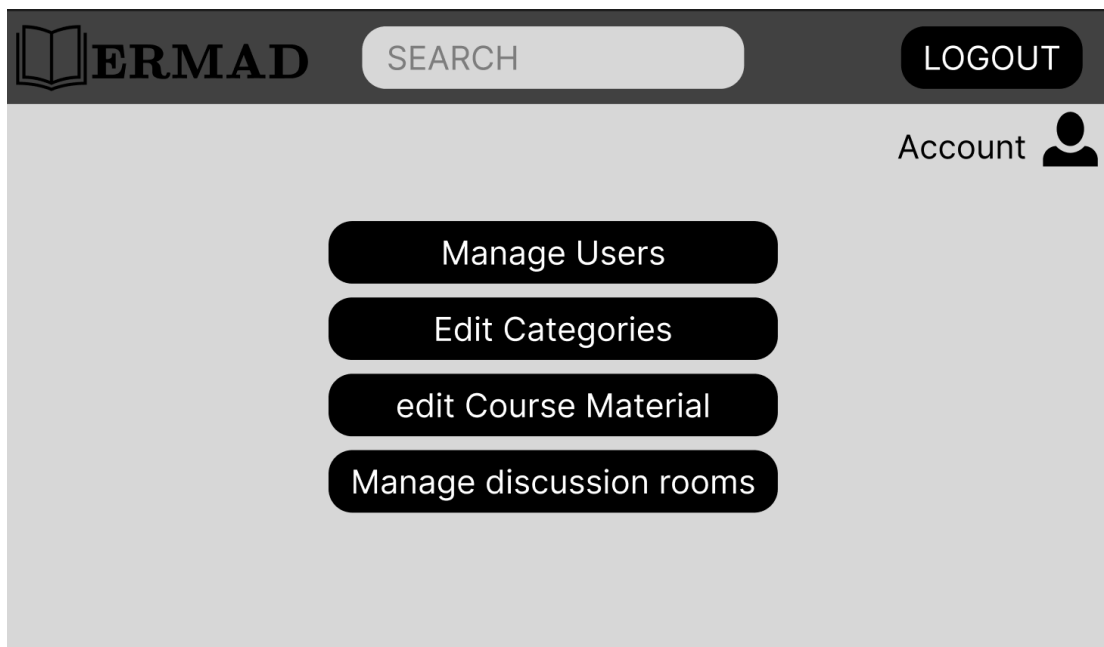 ERMAD
SEARCH
LOGOUT
Account
Manage Users
Edit Categories
edit Course Material
Manage discussion rooms